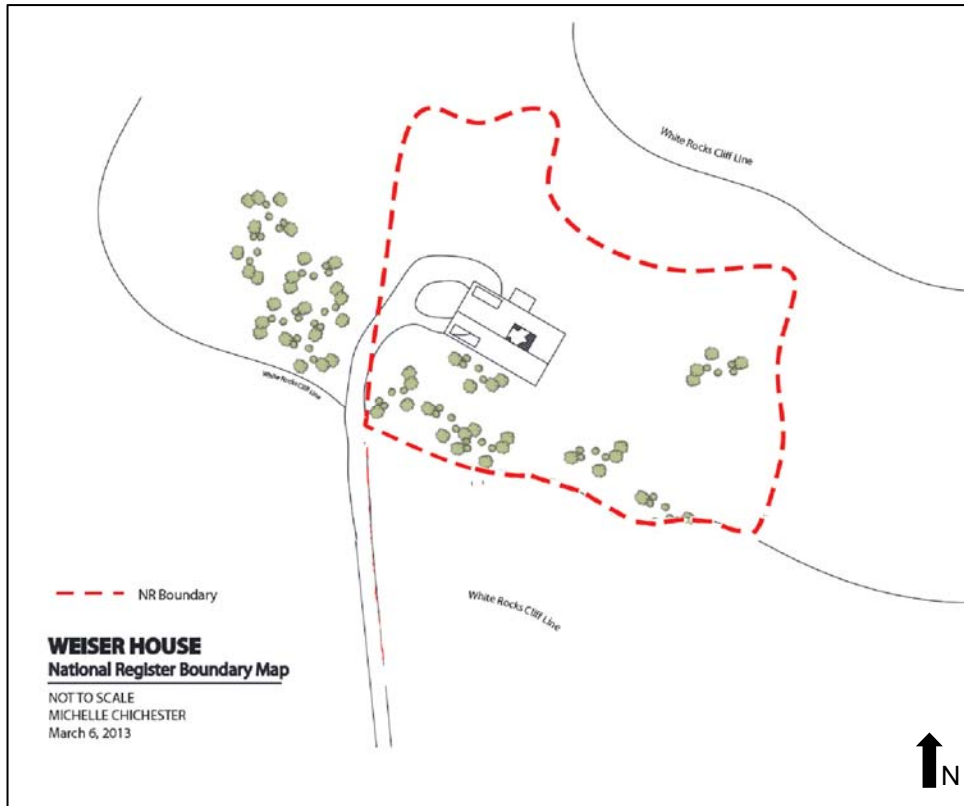 White Rocks Cliff Line
White Rocks Cliff Line
White Rocks Cliff Line
NR Boundary
WEISER HOUSE
National Register Boundary Map
NOT TO SCALE
MICHELLE CHICHESTER
March 6, 2013
N